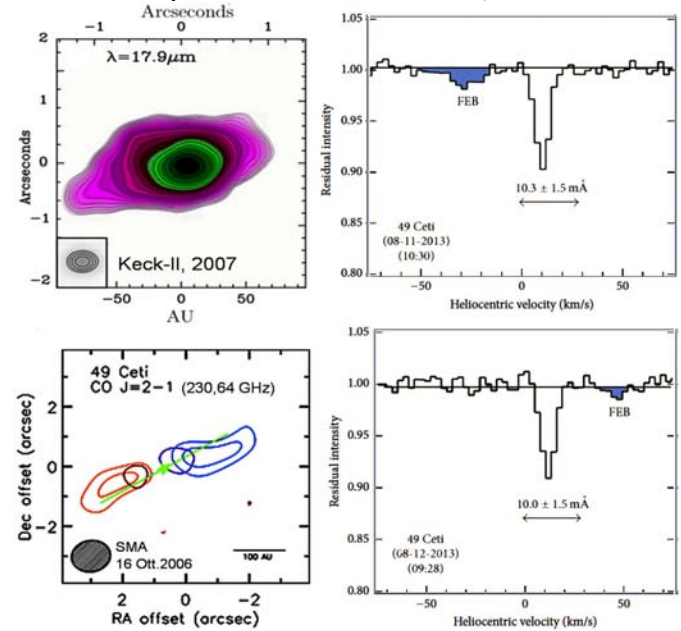 Arcseconds
−1 0 1
2
1
0
−1
−2
Arcseconds
λ=17.9μm
Keck-II, 2007
−50 0 50
AU
1.05
1.00
0.95
0.90
0.85
0.80
Residual intensity
FEB
10.3 ± 1.5 mÅ
49 Ceti
(08-11-2013)
(10:30)
−50 0 50
Heliocentric velocity (km/s)
2
0
−2
Dec offset (arcsec)
49 Ceti
CO J=2−1 (230,64 GHz)
SMA
16 Ott.2006
100 AU
2 0 −2
RA offset (arcsec)
1.05
1.00
0.95
0.90
0.85
0.80
Residual intensity
FEB
10.0 ± 1.5 mÅ
49 Ceti
(08-12-2013)
(09:28)
−50 0 50
Heliocentric velocity (km/s)